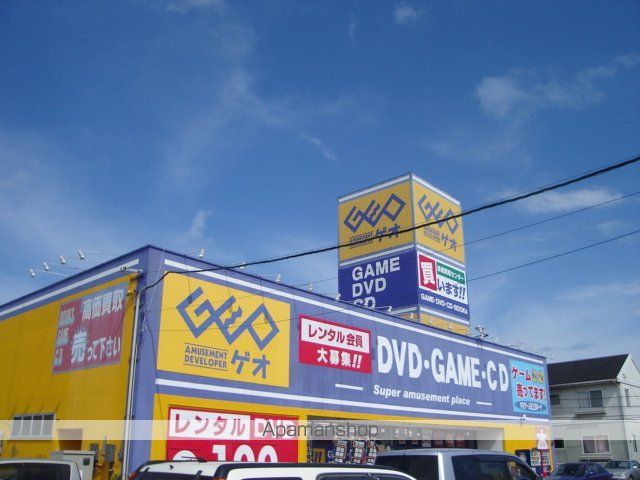 GEO
AMUSEMENT
DEVELOPER
ゲオ
GAME
DVD
CD
買
います!!
GAME・DVD・CD・BOOKS
高価買取
売って下さい
GEO
AMUSEMENT
DEVELOPER
ゲオ
レンタル会員
大募集!!
DVD・GAME・CD
Super amusement place
ゲーム
売ってます!
レンタル DVD
100
Apamanshop